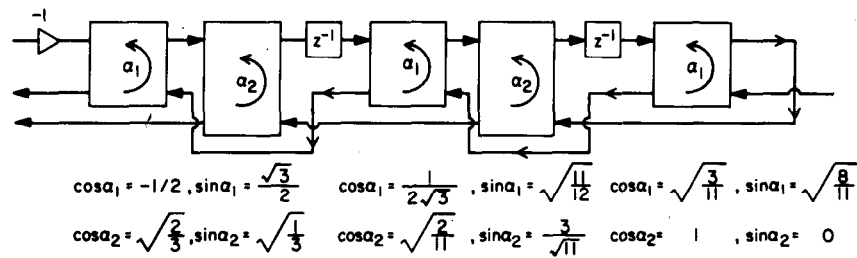 -1
α₁ α₂ z⁻¹ α₁ α₂ z⁻¹ α₁
cosα₁ = -1/2 , sinα₁ = √3/2 cosα₁ = 1/(2√3) , sinα₁ = √(11/12) cosα₁ = √(3/11) , sinα₁ = √(8/11)
cosα₂ = √(2/3) , sinα₂ = √(1/3) cosα₂ = √(2/11) , sinα₂ = 3/√11 cosα₂ = 1 , sinα₂ = 0